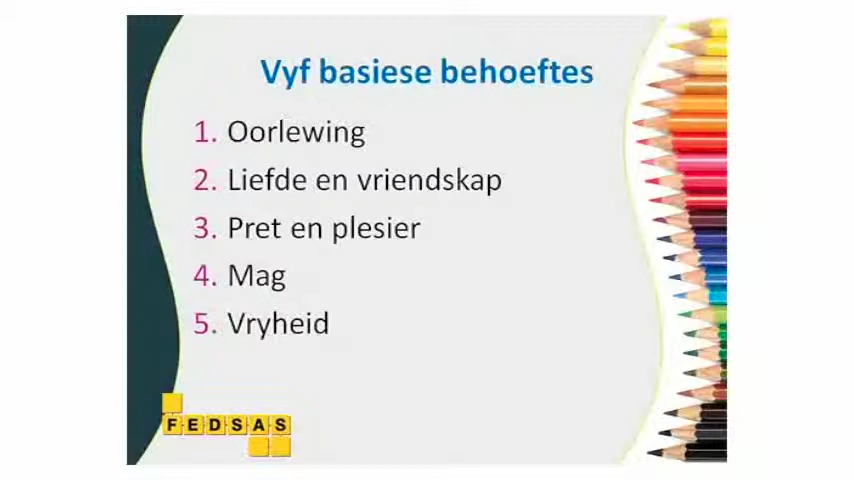 Vyf basiese behoeftes
1. Oorlewing
2. Liefde en vriendskap
3. Pret en plesier
4. Mag
5. Vryheid
FEDSAS